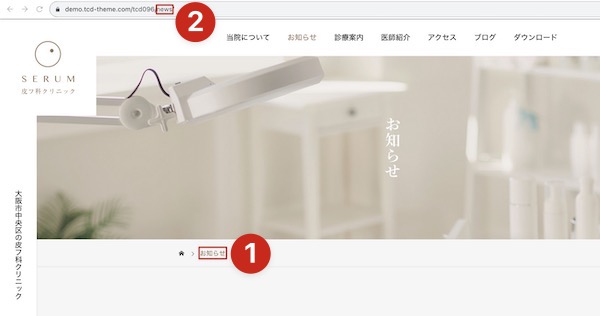 demo.tcd-theme.com/tcd096/news
2
当院について お知らせ 診療案内 医師紹介 アクセス ブログ ダウンロード
SERUM
皮フ科クリニック
お知らせ
大阪市中央区の皮フ科クリニック
お知らせ
1